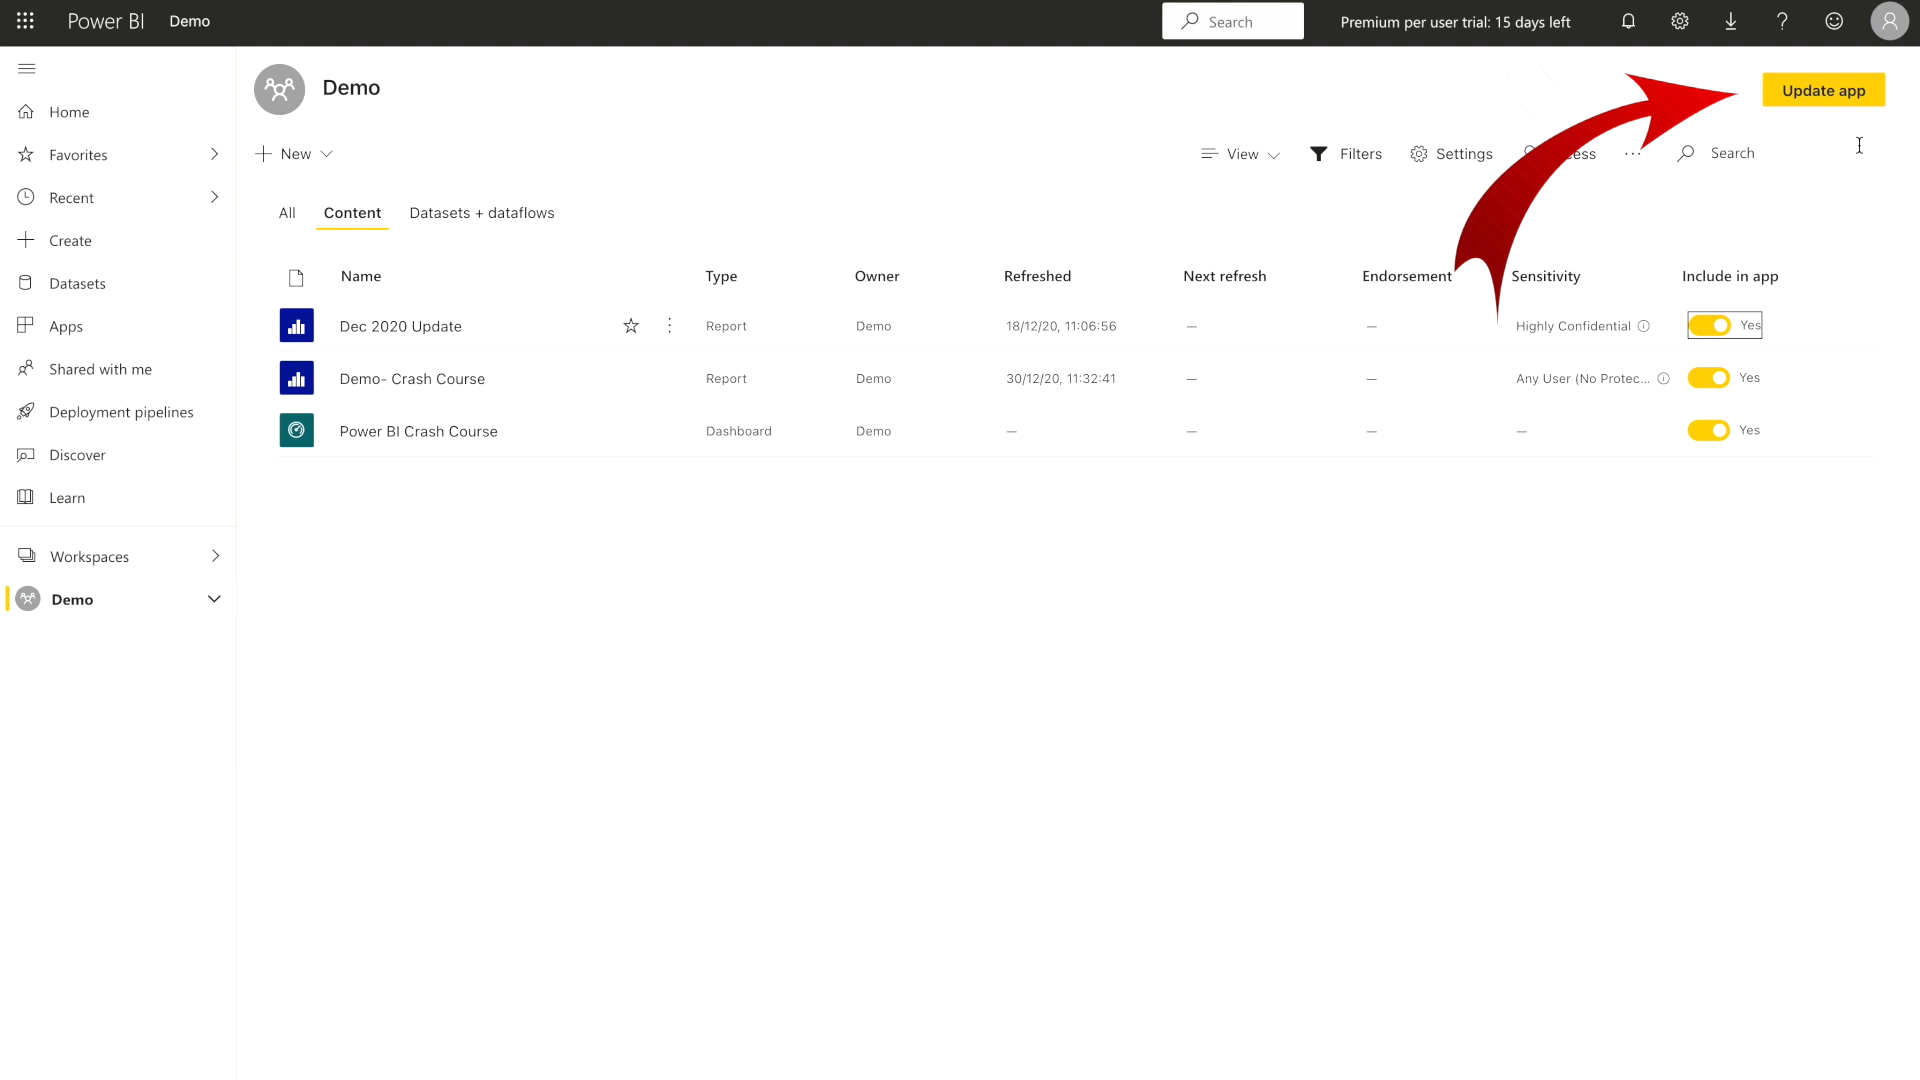 Power BI Demo Search Premium per user trial: 15 days left
Demo Update app
Home
Favorites
Recent
Create
Datasets
Apps
Shared with me
Deployment pipelines
Discover
Learn
Workspaces
Demo
New View Filters Settings Search
All Content Datasets + dataflows
Name Type Owner Refreshed Next refresh Endorsement Sensitivity Include in app
Dec 2020 Update Report Demo 18/12/20, 11:06:56 — — Highly Confidential Yes
Demo- Crash Course Report Demo 30/12/20, 11:32:41 — — Any User (No Protec... Yes
Power BI Crash Course Dashboard Demo — — — — Yes